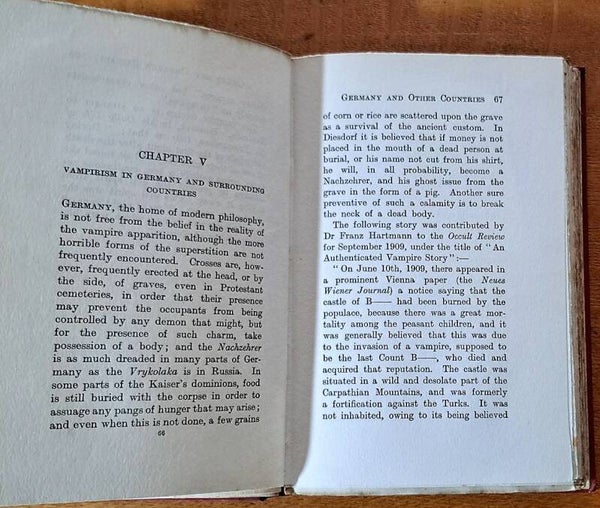 CHAPTER V
VAMPIRISM IN GERMANY AND SURROUNDING
COUNTRIES
GERMANY, the home of modern philosophy,
is not free from the belief in the reality of
the vampire apparition, although the more
horrible forms of the superstition are not
frequently encountered. Crosses are, how-
ever, frequently erected at the head, or by
the side, of graves, even in Protestant
cemeteries, in order that their presence
may prevent the occupants from being
controlled by any demon that might, but
for the presence of such charm, take
possession of a body; and the Nachzehrer
is as much dreaded in many parts of Ger-
many as the Vrykolaka is in Russia. In
some parts of the Kaiser's dominions, food
is still buried with the corpse in order to
assuage any pangs of hunger that may arise;
and even when this is not done, a few grains
66
GERMANY AND OTHER COUNTRIES 67
of corn or rice are scattered upon the grave
as a survival of the ancient custom. In
Diesdorf it is believed that if money is not
placed in the mouth of a dead person at
burial, or his name not cut from his shirt,
he will, in all probability, become a
Nachzehrer, and his ghost issue from the
grave in the form of a pig. Another sure
preventive of such a calamity is to break
the neck of a dead body.
The following story was contributed by
Dr Franz Hartmann to the Occult Review
for September 1909, under the title of "An
Authenticated Vampire Story":—
"On June 10th, 1909, there appeared in
a prominent Vienna paper (the Neues
Wiener Journal) a notice saying that the
castle of B—— had been burned by the
populace, because there was a great mor-
tality among the peasant children, and it
was generally believed that this was due
to the invasion of a vampire, supposed to
be the last Count B——, who died and
acquired that reputation. The castle was
situated in a wild and desolate part of the
Carpathian Mountains, and was formerly
a fortification against the Turks. It was
not inhabited, owing to its being believed